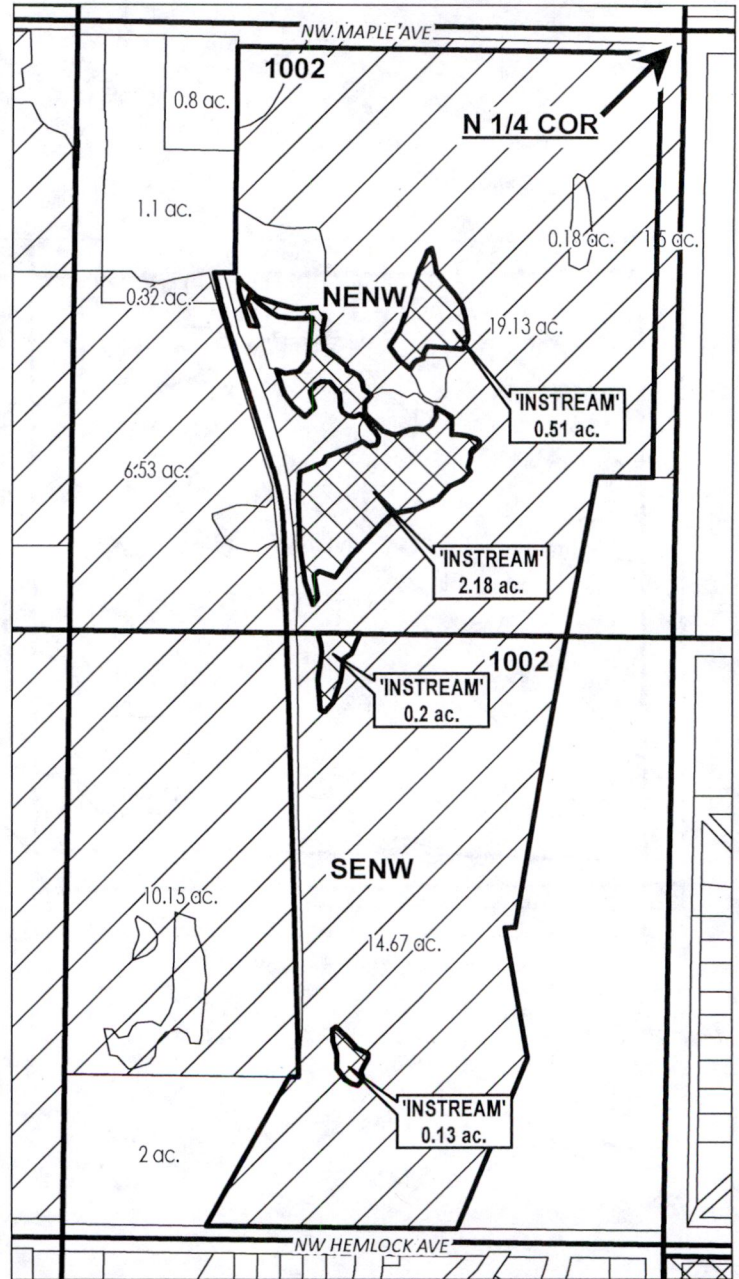 NW MAPLE AVE
1002
0.8 ac.
N 1/4 COR
1.1 ac.
0.18 ac.
1.5 ac.
0.32 ac.
NENW
19.13 ac.
'INSTREAM'
0.51 ac.
6.53 ac.
'INSTREAM'
2.18 ac.
1002
'INSTREAM'
0.2 ac.
SENW
10.15 ac.
14.67 ac.
'INSTREAM'
0.13 ac.
2 ac.
NW HEMLOCK AVE